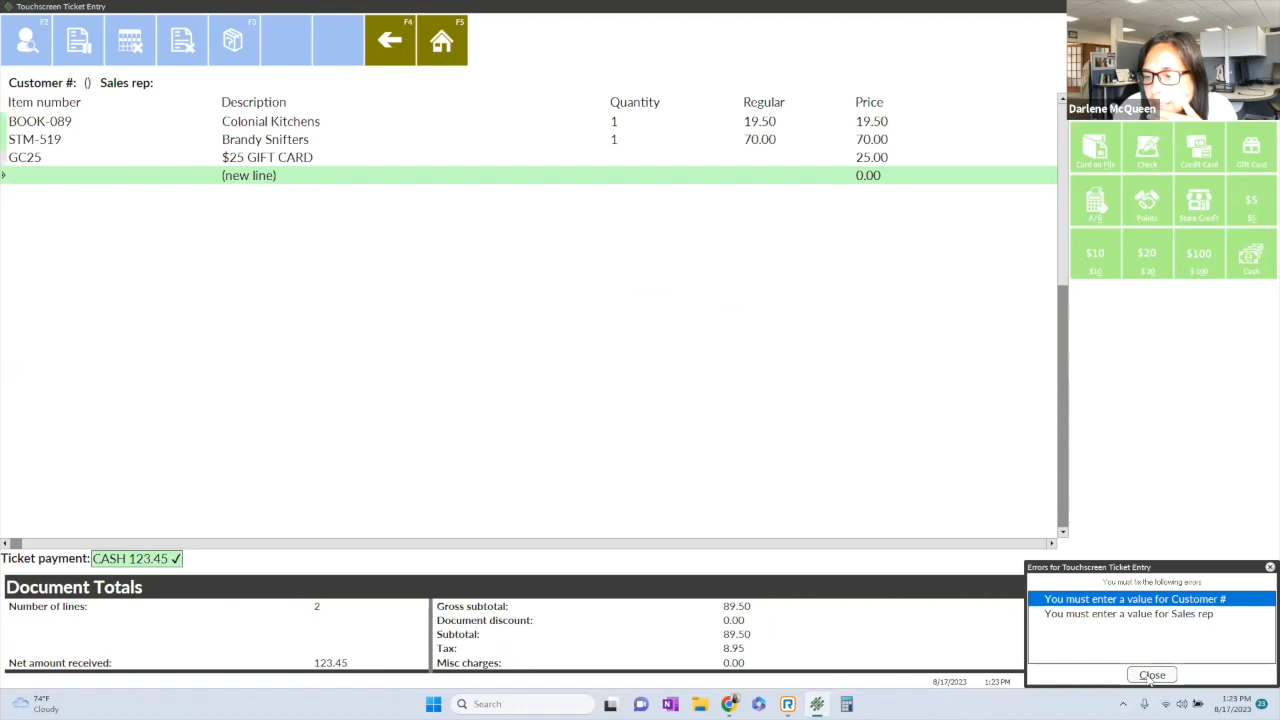 Touchscreen Ticket Entry
F2
F3
F4
F5
Customer #: () Sales rep:
Item number Description Quantity Regular Price
BOOK-089 Colonial Kitchens 1 19.50 19.50
STM-519 Brandy Snifters 1 70.00 70.00
GC25 $25 GIFT CARD 25.00
(new line) 0.00
Darlene McQueen
Card on File Check Credit Card Gift Card
$5
A/R Points Store Credit $5
$10 $20 $100
$10 $20 $100 Cash
Ticket payment: CASH 123.45 ✓
Document Totals
Number of lines: 2
Net amount received: 123.45
Gross subtotal: 89.50
Document discount: 0.00
Subtotal: 89.50
Tax: 8.95
Misc charges: 0.00
8/17/2023 1:23 PM
Errors for Touchscreen Ticket Entry
You must fix the following errors
You must enter a value for Customer #
You must enter a value for Sales rep
Close
74°F
Cloudy
Search
1:23 PM
8/17/2023
23